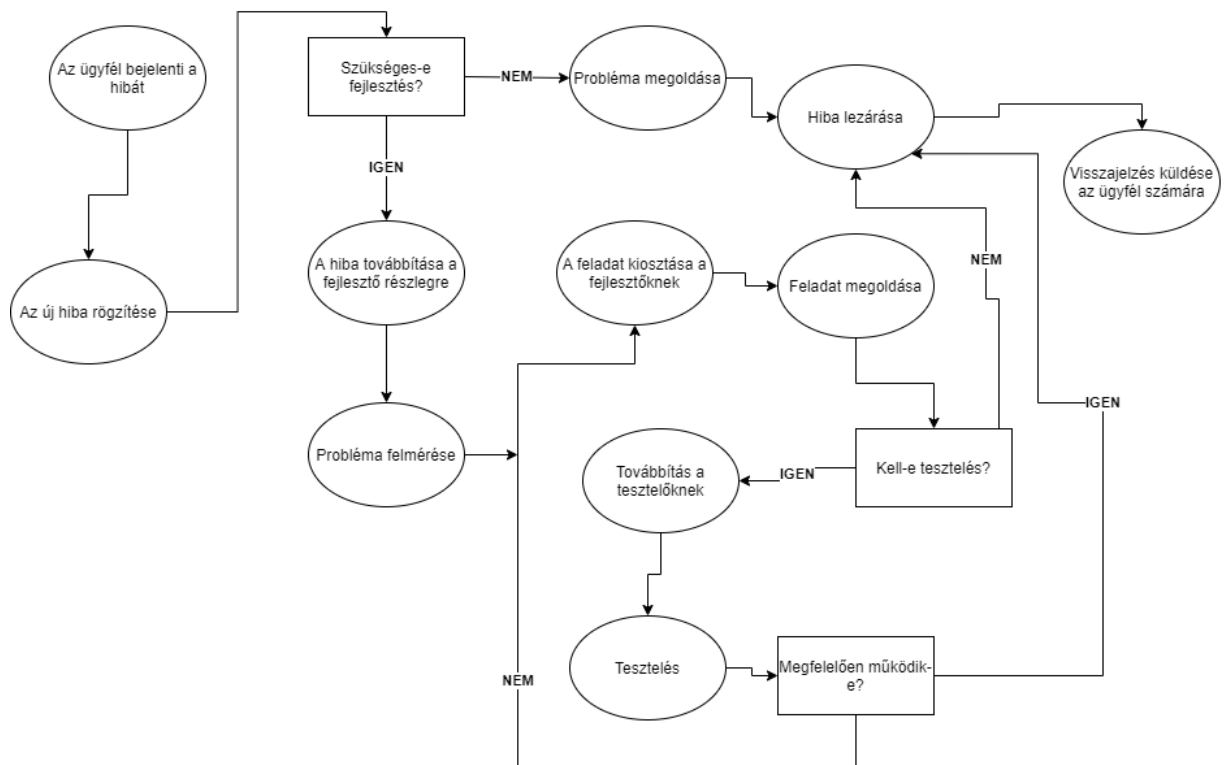 Az ügyfél bejelenti a
hibát
Szükséges-e
fejlesztés?
NEM
Probléma megoldása
Hiba lezárása
Visszajelzés küldése
az ügyfél számára
IGEN
Az új hiba rögzítése
A hiba továbbítása a
fejlesztő részlegre
A feladat kiosztása a
fejlesztőknek
Feladat megoldása
NEM
IGEN
Probléma felmérése
Továbbítás a
tesztelőknek
IGEN
Kell-e tesztelés?
Tesztelés
Megfelelően működik-
e?
NEM